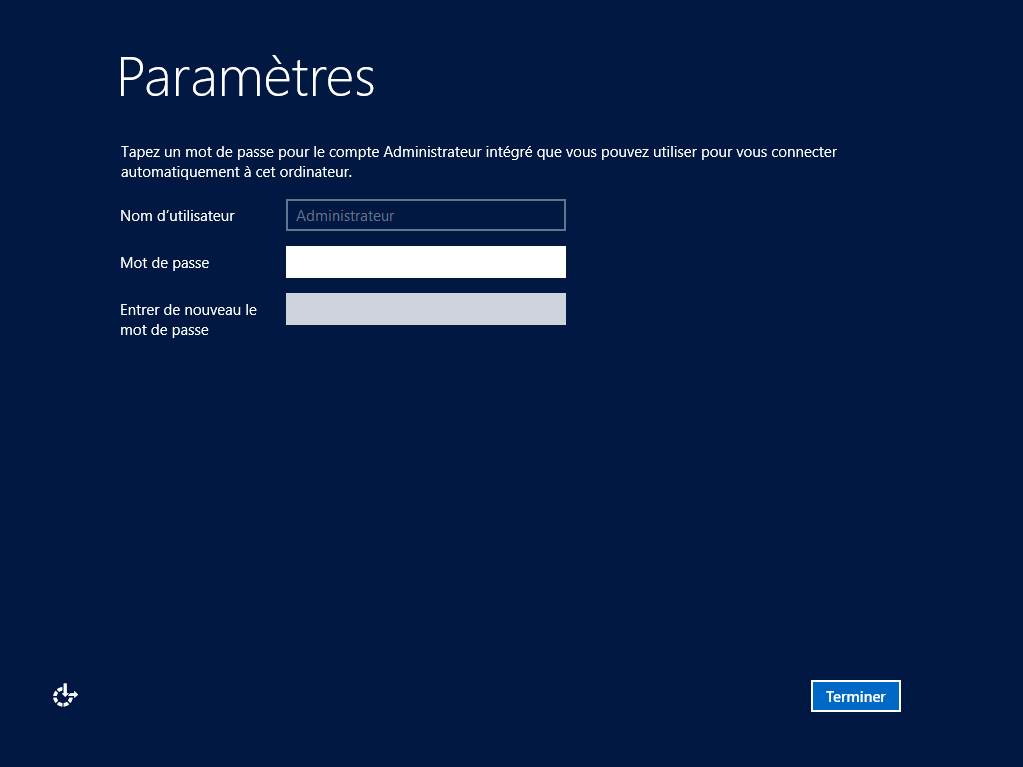 Paramètres
Tapez un mot de passe pour le compte Administrateur intégré que vous pouvez utiliser pour vous connecter
automatiquement à cet ordinateur.
Nom d’utilisateur
Administrateur
Mot de passe
Entrer de nouveau le
mot de passe
Terminer